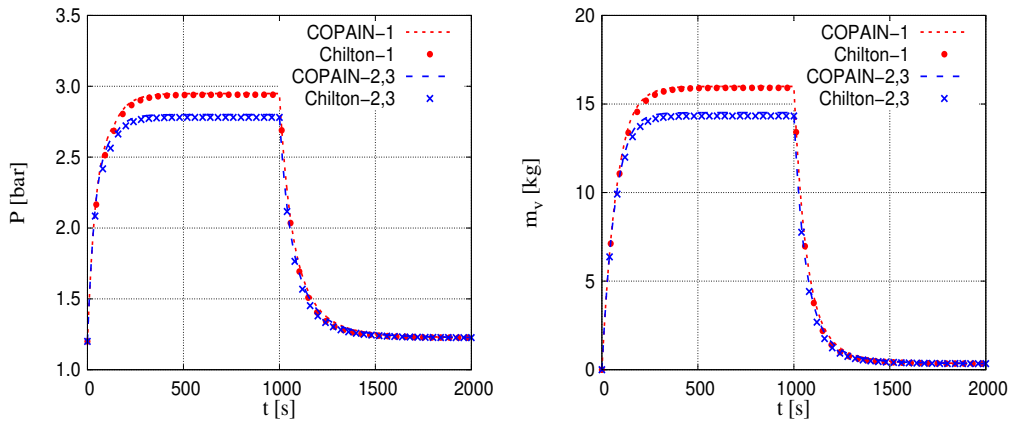 3.5
3.0
2.5
2.0
1.5
1.0
P [bar]
0
500
1000
1500
2000
t [s]
COPAIN−1
Chilton−1
COPAIN−2,3
Chilton−2,3
20
15
10
5
0
m_v [kg]
0
500
1000
1500
2000
t [s]
COPAIN−1
Chilton−1
COPAIN−2,3
Chilton−2,3